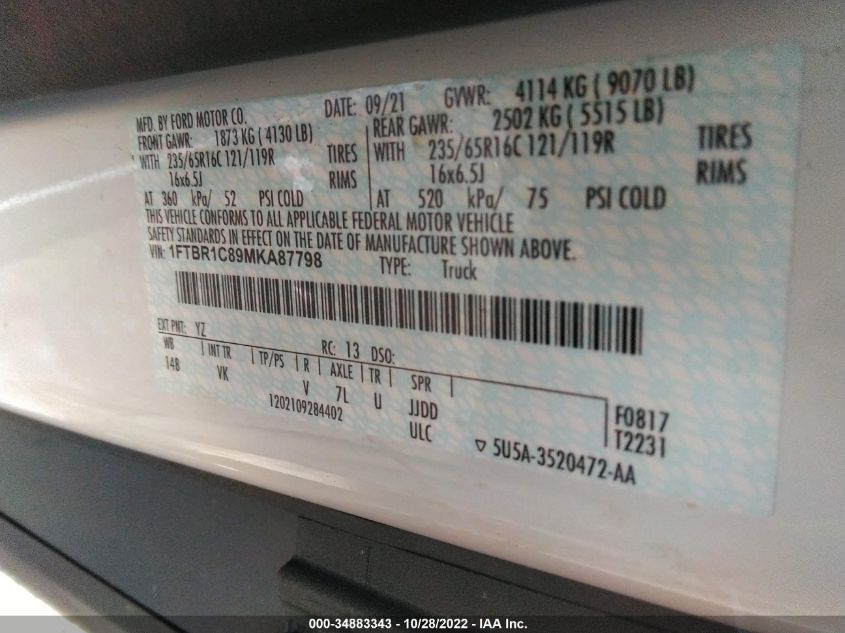 MFD. BY FORD MOTOR CO. DATE: 09/21 GVWR: 4114 KG ( 9070 LB)
FRONT GAWR: 1873 KG ( 4130 LB) REAR GAWR: 2502 KG ( 5515 LB)
WITH 235/65R16C 121/119R TIRES WITH 235/65R16C 121/119R TIRES
16x6.5J RIMS 16x6.5J RIMS
AT 360 kPa/ 52 PSI COLD AT 520 kPa/ 75 PSI COLD
THIS VEHICLE CONFORMS TO ALL APPLICABLE FEDERAL MOTOR VEHICLE
SAFETY STANDARDS IN EFFECT ON THE DATE OF MANUFACTURE SHOWN ABOVE.
VIN: 1FTBR1C89MKA87798 TYPE: Truck
EXT PNT: YZ RC: 13 DSO:
WB INT TR TP/PS R AXLE TR SPR
148 VK V 7L U JJDD
1202109284402 ULC
F0817
T2231
5U5A-3520472-AA
000-34883343 - 10/28/2022 - IAA Inc.